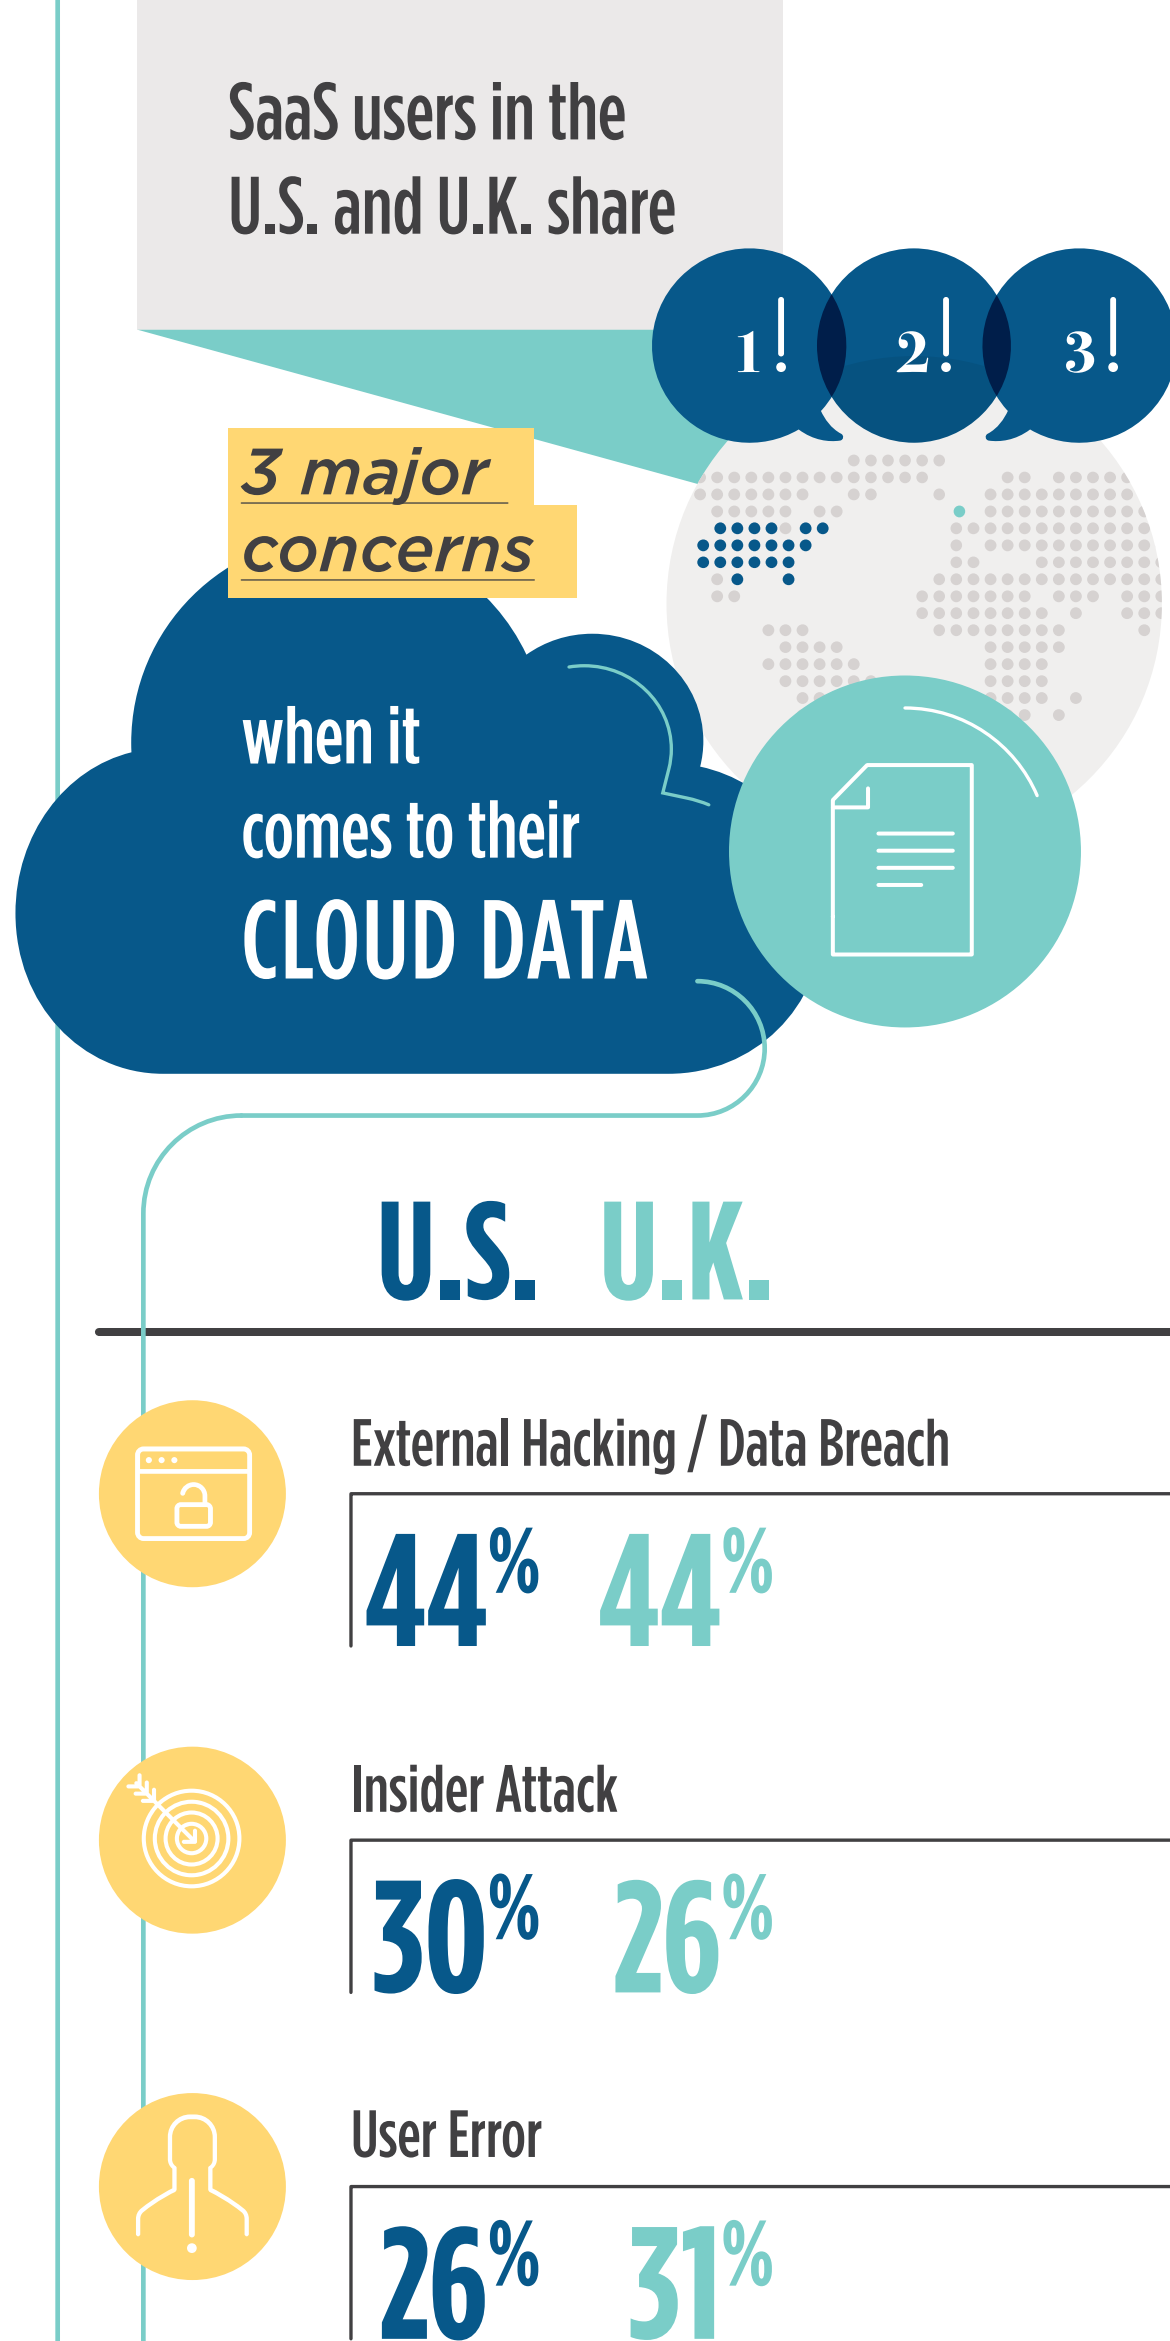 SaaS users in the
U.S. and U.K. share
1! 2! 3!
3 major
concerns
when it
comes to their
CLOUD DATA
U.S. U.K.
External Hacking / Data Breach
44% 44%
Insider Attack
30% 26%
User Error
26% 31%